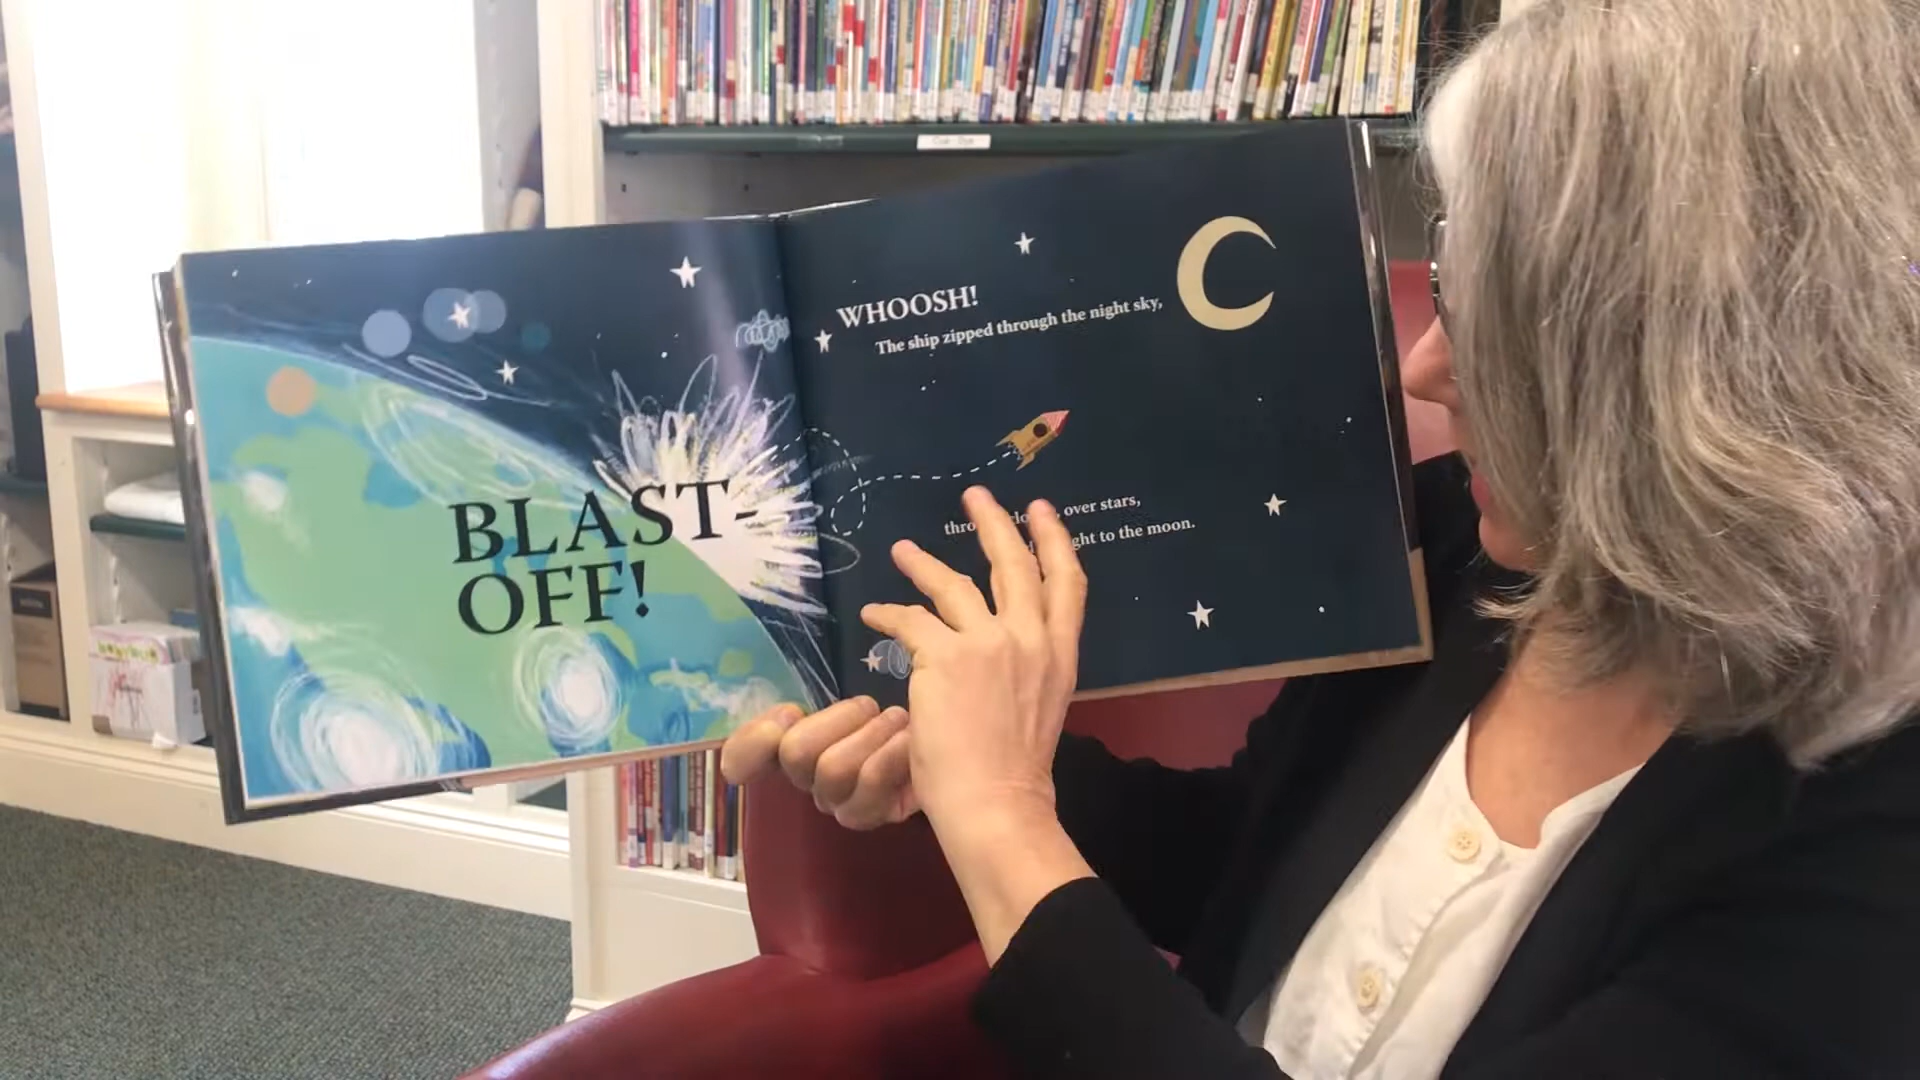 BLAST-
OFF!
WHOOSH!
The ship zipped through the night sky,
over stars,
to the moon.